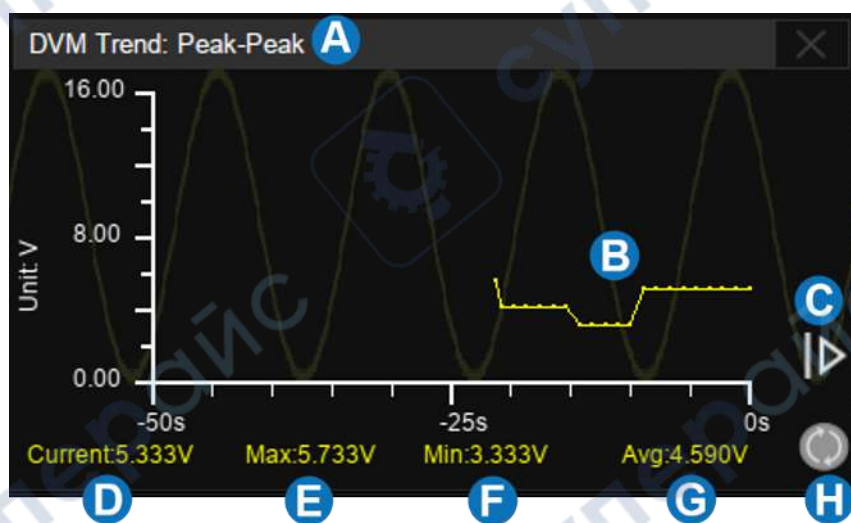 DVM Trend: Peak-Peak A
16.00
8.00
0.00
Unit: V
B
C
-50s -25s 0s
Current:5.333V Max:5.733V Min:3.333V Avg:4.590V
D E F G H
суперайс